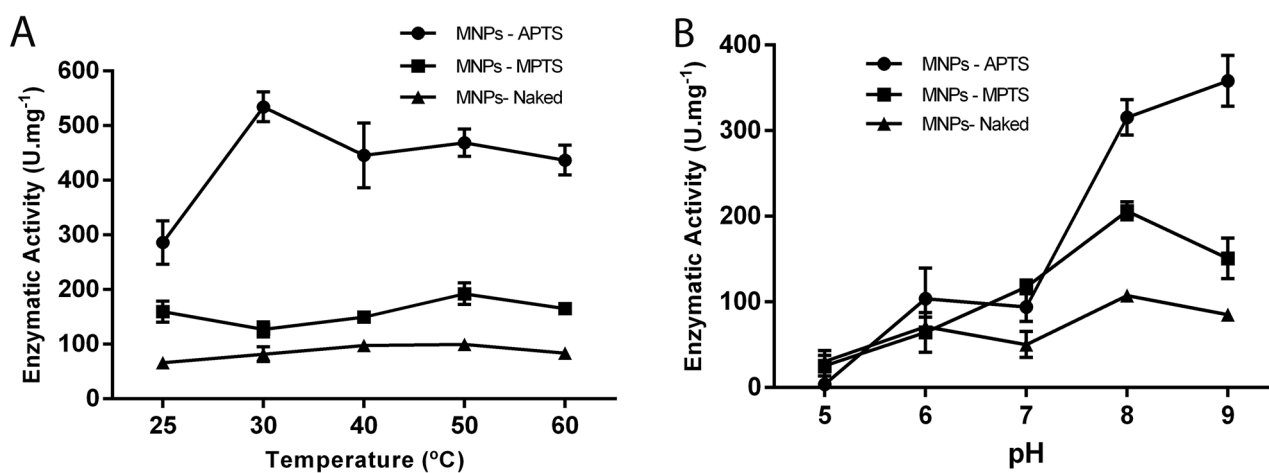 A
MNPs - APTS
MNPs - MPTS
MNPs- Naked
Enzymatic Activity (U.mg-1)
600
500
400
300
200
100
0
25 30 40 50 60
Temperature (ºC)
B
MNPs - APTS
MNPs - MPTS
MNPs- Naked
Enzymatic Activity (U.mg-1)
400
300
200
100
0
5 6 7 8 9
pH